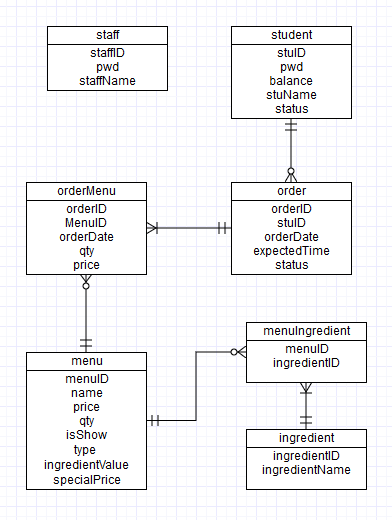 staff
staffID
pwd
staffName
student
stuID
pwd
balance
stuName
status
orderMenu
orderID
MenuID
orderDate
qty
price
order
orderID
stuID
orderDate
expectedTime
status
menuIngredient
menuID
ingredientID
menu
menuID
name
price
qty
isShow
type
ingredientValue
specialPrice
ingredient
ingredientID
ingredientName